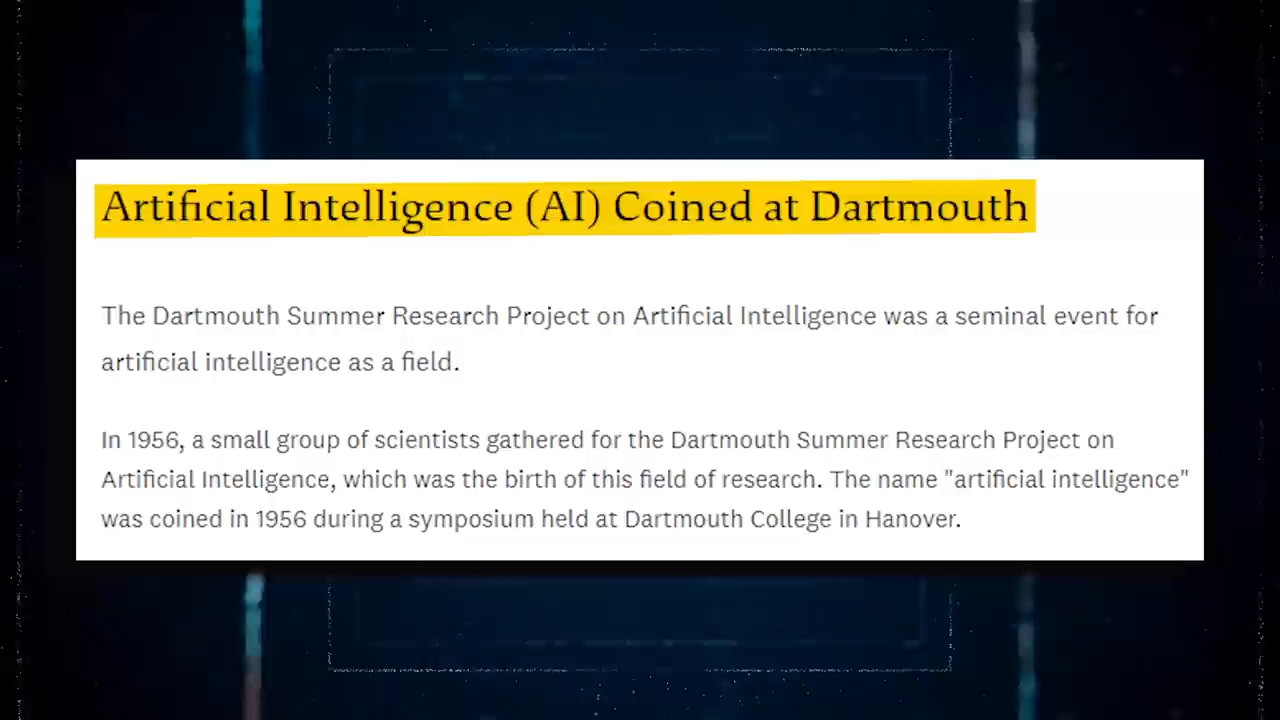 Artificial Intelligence (AI) Coined at Dartmouth
The Dartmouth Summer Research Project on Artificial Intelligence was a seminal event for
artificial intelligence as a field.
In 1956, a small group of scientists gathered for the Dartmouth Summer Research Project on
Artificial Intelligence, which was the birth of this field of research. The name "artificial intelligence"
was coined in 1956 during a symposium held at Dartmouth College in Hanover.